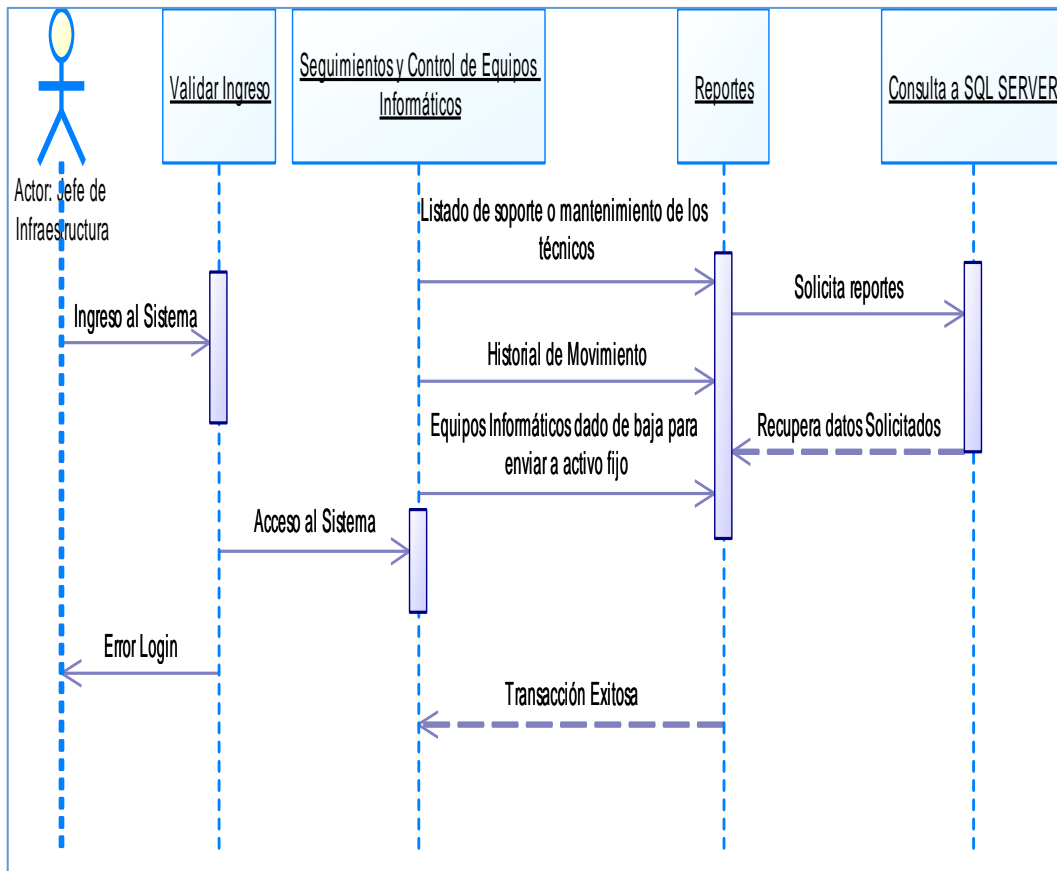 Validar Ingreso
Seguimientos y Control de Equipos
Informáticos
Reportes
Consulta a SQL SERVER
Actor: Jefe de
Infraestructura
Listado de soporte o mantenimiento de los
técnicos
Solicita reportes
Ingreso al Sistema
Historial de Movimiento
Equipos Informáticos dado de baja para
enviar a activo fijo
Recupera datos Solicitados
Acceso al Sistema
Error Login
Transacción Exitosa